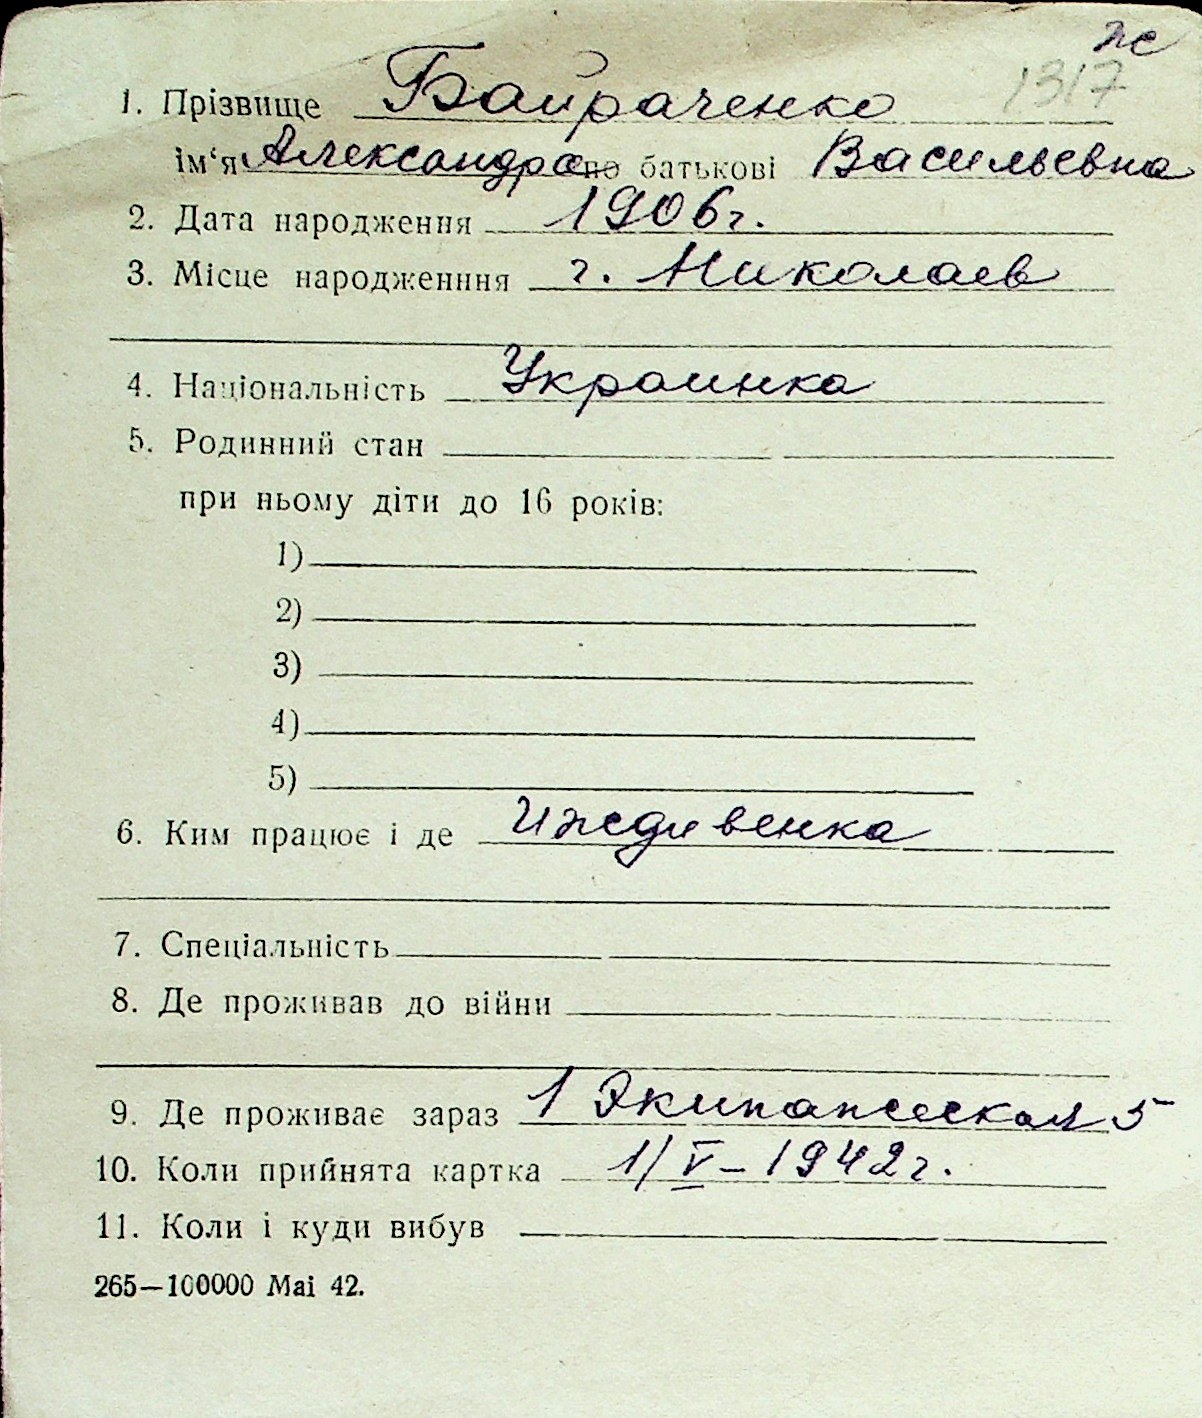 же
1317
1. Прізвище Байраченко
ім‘я Александра по батькові Васильевна
2. Дата народження 1906г.
3. Місце народженння г. Николаев
4. Національність Украинка
5. Родинний стан
при ньому діти до 16 років:
1)
2)
3)
4)
5)
6. Ким працює і де Иждивенка
7. Спеціальність
8. Де проживав до війни
9. Де проживає зараз 1 Экипажеская 5
10. Коли прийнята картка 1/V–1942г.
11. Коли і куди вибув
265—100000 Mai 42.